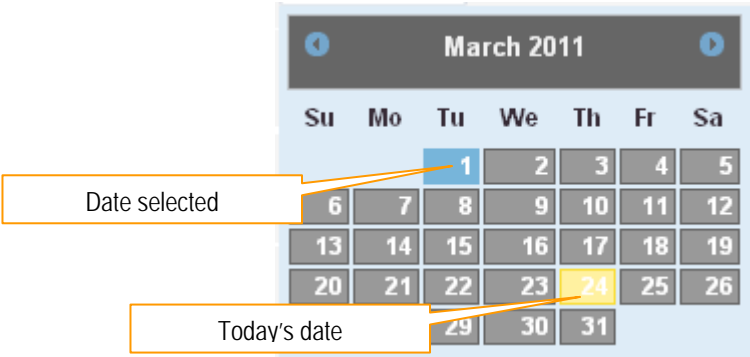 March 2011
Su Mo Tu We Th Fr Sa
1 2 3 4 5
Date selected
6 7 8 9 10 11 12
13 14 15 16 17 18 19
20 21 22 23 24 25 26
Today's date
29 30 31